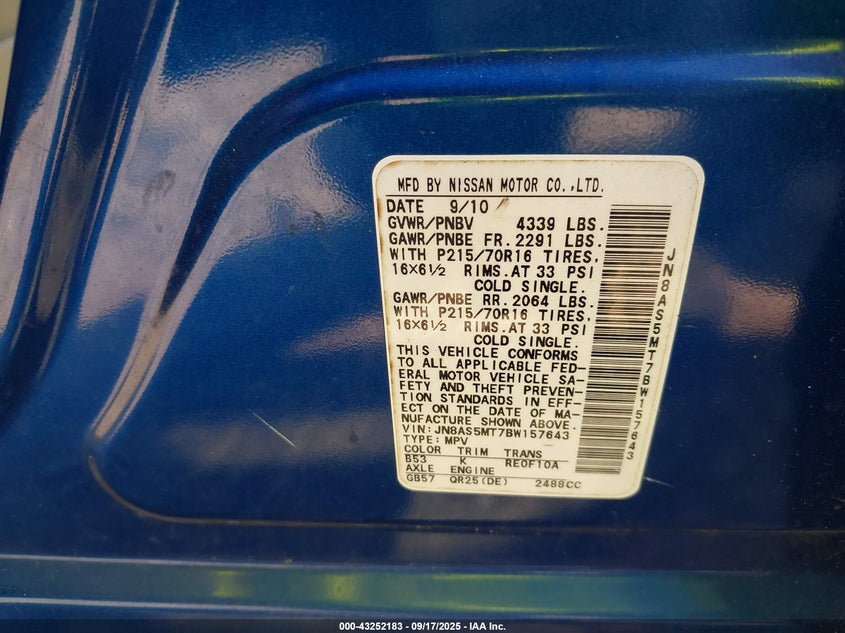 MFD BY NISSAN MOTOR CO.,LTD.
DATE 9/10
GVWR/PNBV 4339 LBS.
GAWR/PNBE FR. 2291 LBS.
WITH P215/70R16 TIRES,
16×6½ RIMS. AT 33 PSI
COLD SINGLE.
GAWR/PNBE RR. 2064 LBS.
WITH P215/70R16 TIRES,
16×6½ RIMS. AT 33 PSI
COLD SINGLE.
THIS VEHICLE CONFORMS
TO ALL APPLICABLE FED-
ERAL MOTOR VEHICLE SA-
FETY AND THEFT PREVEN-
TION STANDARDS IN EFF-
ECT ON THE DATE OF MA-
NUFACTURE SHOWN ABOVE.
VIN: JN8AS5MT7BW157643
TYPE: MPV
COLOR TRIM TRANS
B53 K RE0F10A
AXLE ENGINE
GB57 QR25(DE) 2488CC
JN8AS5MT7BW157643
000-43252183 - 09/17/2025 - IAA Inc.